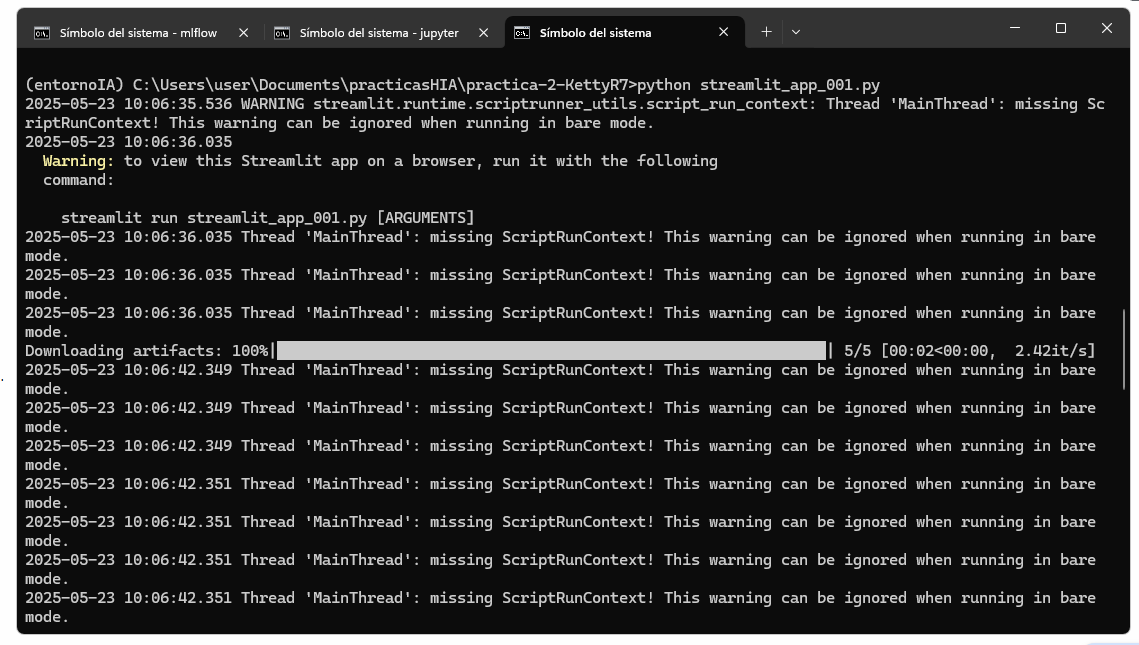 Símbolo del sistema - mlflow
Símbolo del sistema - jupyter
Símbolo del sistema
(entornoIA) C:\Users\user\Documents\practicasHIA\practica-2-KettyR7>python streamlit_app_001.py
2025-05-23 10:06:35.536 WARNING streamlit.runtime.scriptrunner_utils.script_run_context: Thread 'MainThread': missing Sc
riptRunContext! This warning can be ignored when running in bare mode.
2025-05-23 10:06:36.035
  Warning: to view this Streamlit app on a browser, run it with the following
  command:
    streamlit run streamlit_app_001.py [ARGUMENTS]
2025-05-23 10:06:36.035 Thread 'MainThread': missing ScriptRunContext! This warning can be ignored when running in bare
mode.
2025-05-23 10:06:36.035 Thread 'MainThread': missing ScriptRunContext! This warning can be ignored when running in bare
mode.
2025-05-23 10:06:36.035 Thread 'MainThread': missing ScriptRunContext! This warning can be ignored when running in bare
mode.
Downloading artifacts: 100%| | 5/5 [00:02<00:00,  2.42it/s]
2025-05-23 10:06:42.349 Thread 'MainThread': missing ScriptRunContext! This warning can be ignored when running in bare
mode.
2025-05-23 10:06:42.349 Thread 'MainThread': missing ScriptRunContext! This warning can be ignored when running in bare
mode.
2025-05-23 10:06:42.349 Thread 'MainThread': missing ScriptRunContext! This warning can be ignored when running in bare
mode.
2025-05-23 10:06:42.351 Thread 'MainThread': missing ScriptRunContext! This warning can be ignored when running in bare
mode.
2025-05-23 10:06:42.351 Thread 'MainThread': missing ScriptRunContext! This warning can be ignored when running in bare
mode.
2025-05-23 10:06:42.351 Thread 'MainThread': missing ScriptRunContext! This warning can be ignored when running in bare
mode.
2025-05-23 10:06:42.351 Thread 'MainThread': missing ScriptRunContext! This warning can be ignored when running in bare
mode.